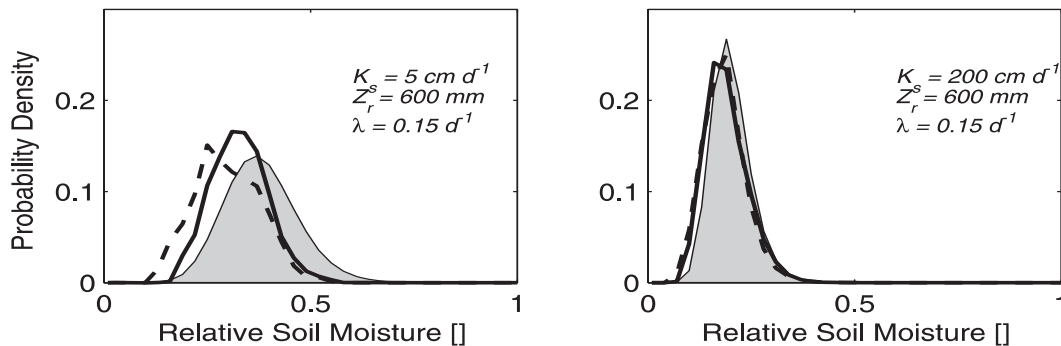 Probability Density
0.2
0.1
0
K_s = 5 cm d^-1
Z_r = 600 mm
λ = 0.15 d^-1
0
0.5
1
Relative Soil Moisture []
0.2
0.1
0
K_s = 200 cm d^-1
Z_r = 600 mm
λ = 0.15 d^-1
0
0.5
1
Relative Soil Moisture []